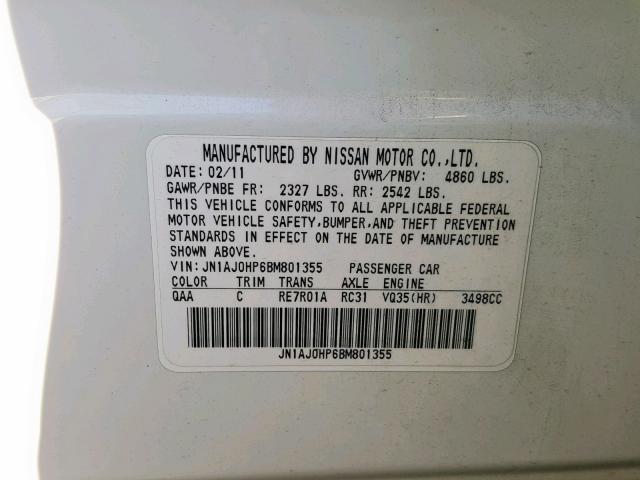 MANUFACTURED BY NISSAN MOTOR CO.,LTD.
DATE: 02/11 GVWR/PNBV: 4860 LBS.
GAWR/PNBE FR: 2327 LBS. RR: 2542 LBS.
THIS VEHICLE CONFORMS TO ALL APPLICABLE FEDERAL
MOTOR VEHICLE SAFETY,BUMPER,AND THEFT PREVENTION
STANDARDS IN EFFECT ON THE DATE OF MANUFACTURE
SHOWN ABOVE.
VIN: JN1AJ0HP6BM801355 PASSENGER CAR
COLOR TRIM TRANS AXLE ENGINE
QAA C RE7R01A RC31 VQ35(HR) 3498CC
JN1AJ0HP6BM801355